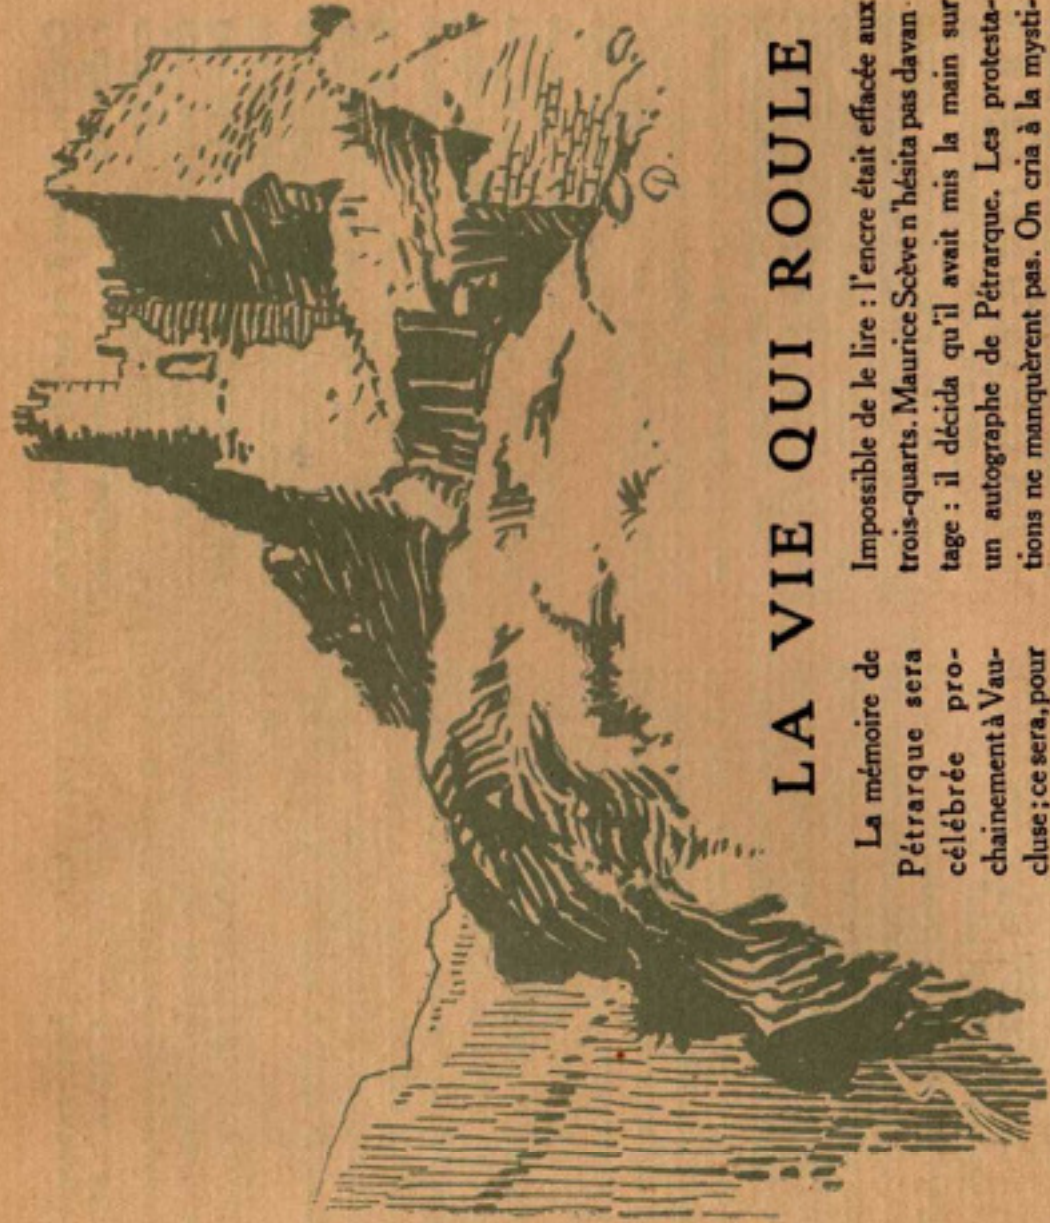 LA VIE QUI ROULE
La mémoire de
Pétrarque sera
célébrée pro-
chainement à Vau-
cluse ; ce sera, pour
Impossible de le lire : l'encre était effacée aux
trois-quarts. Maurice Scève n'hésita pas davan-
tage : il décida qu'il avait mis la main sur
un autographe de Pétrarque. Les protesta-
tions ne manquèrent pas. On cria à la mysti-